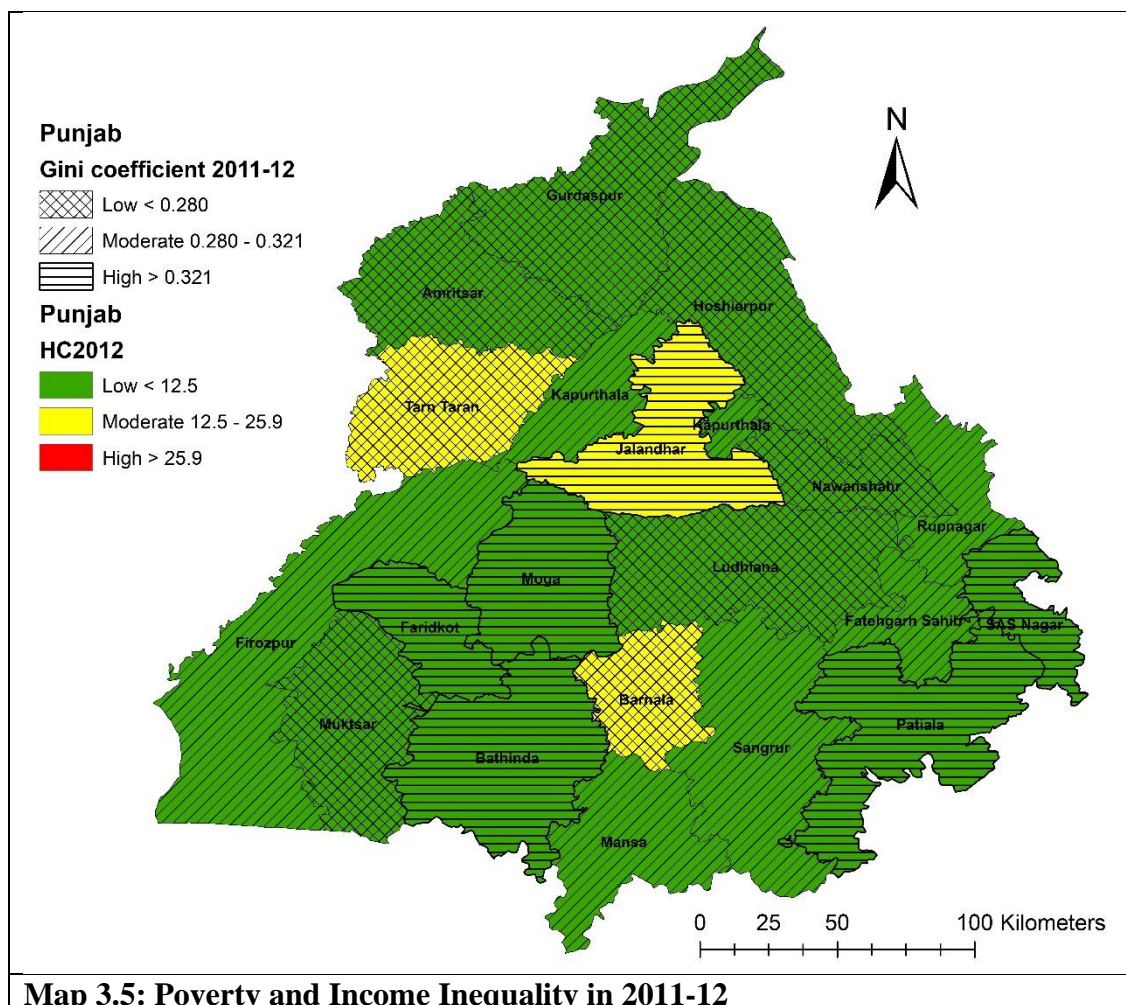 Punjab
Gini coefficient 2011-12
Low < 0.280
Moderate 0.280 - 0.321
High > 0.321
Punjab
HC2012
Low < 12.5
Moderate 12.5 - 25.9
High > 25.9
N
Gurdaspur
Amritsar
Hoshiarpur
Tarn Taran
Kapurthala
Kapurthala
Jalandhar
Nawanshahr
Rupnagar
Moga
Ludhiana
Faridkot
Fatehgarh Sahib
SAS Nagar
Firozpur
Muktsar
Barnala
Patiala
Bathinda
Sangrur
Mansa
0 25 50 100 Kilometers
Map 3.5: Poverty and Income Inequality in 2011-12